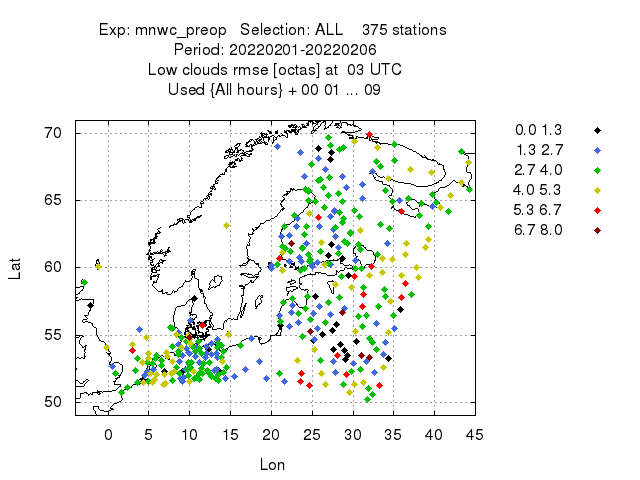 Exp: mnwc_preop   Selection: ALL    375 stations
Period: 20220201-20220206
Low clouds rmse [octas] at  03 UTC
Used {All hours} + 00 01 ... 09
70
65
60
55
50
Lat
0 5 10 15 20 25 30 35 40 45
Lon
0.0 1.3
1.3 2.7
2.7 4.0
4.0 5.3
5.3 6.7
6.7 8.0